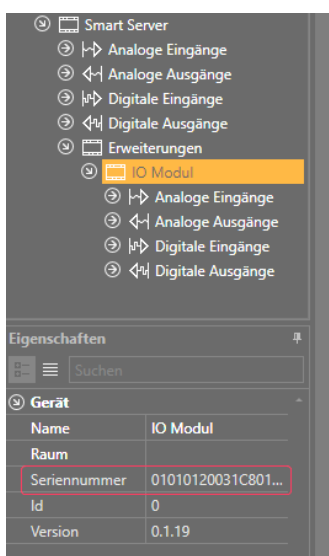 Smart Server
Analoge Eingänge
Analoge Ausgänge
Digitale Eingänge
Digitale Ausgänge
Erweiterungen
IO Modul
Analoge Eingänge
Analoge Ausgänge
Digitale Eingänge
Digitale Ausgänge
Eigenschaften
Suchen
Gerät
Name IO Modul
Raum
Seriennummer 01010120031C801...
Id 0
Version 0.1.19